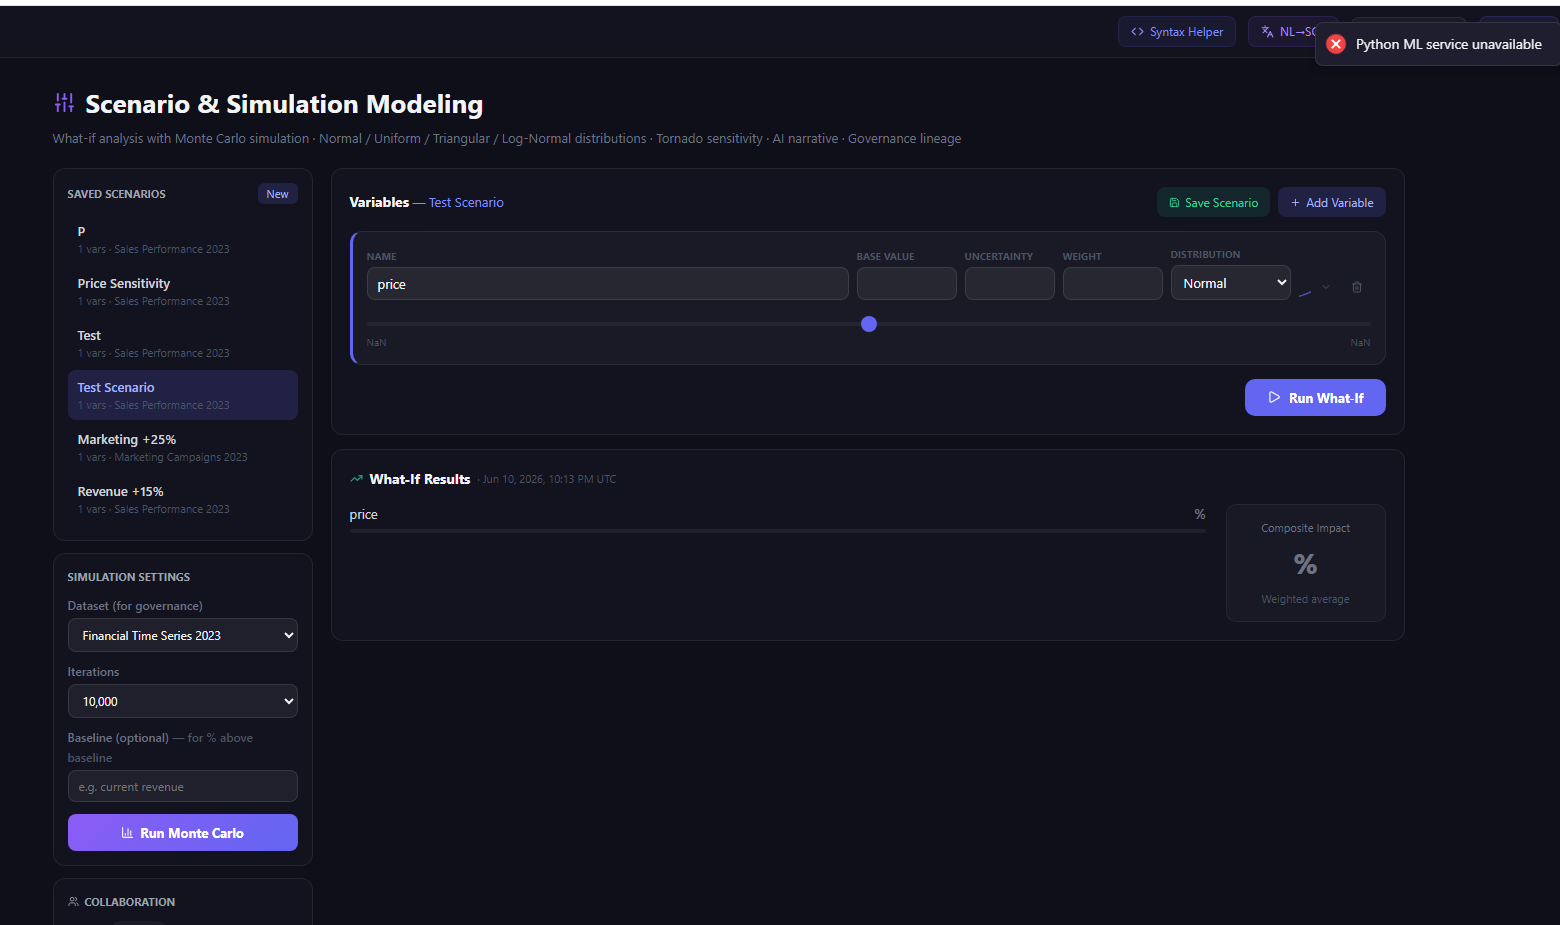 Syntax Helper
NL→SC
Python ML service unavailable
Scenario & Simulation Modeling
What-if analysis with Monte Carlo simulation · Normal / Uniform / Triangular / Log-Normal distributions · Tornado sensitivity · AI narrative · Governance lineage
SAVED SCENARIOS
New
P
1 vars · Sales Performance 2023
Price Sensitivity
1 vars · Sales Performance 2023
Test
1 vars · Sales Performance 2023
Test Scenario
1 vars · Sales Performance 2023
Marketing +25%
1 vars · Marketing Campaigns 2023
Revenue +15%
1 vars · Sales Performance 2023
SIMULATION SETTINGS
Dataset (for governance)
Financial Time Series 2023
Iterations
10,000
Baseline (optional) — for % above
baseline
e.g. current revenue
Run Monte Carlo
COLLABORATION
Variables — Test Scenario
Save Scenario
+ Add Variable
NAME
BASE VALUE
UNCERTAINTY
WEIGHT
DISTRIBUTION
price
Normal
NaN
NaN
Run What-If
What-If Results · Jun 10, 2026, 10:13 PM UTC
price
%
Composite Impact
%
Weighted average